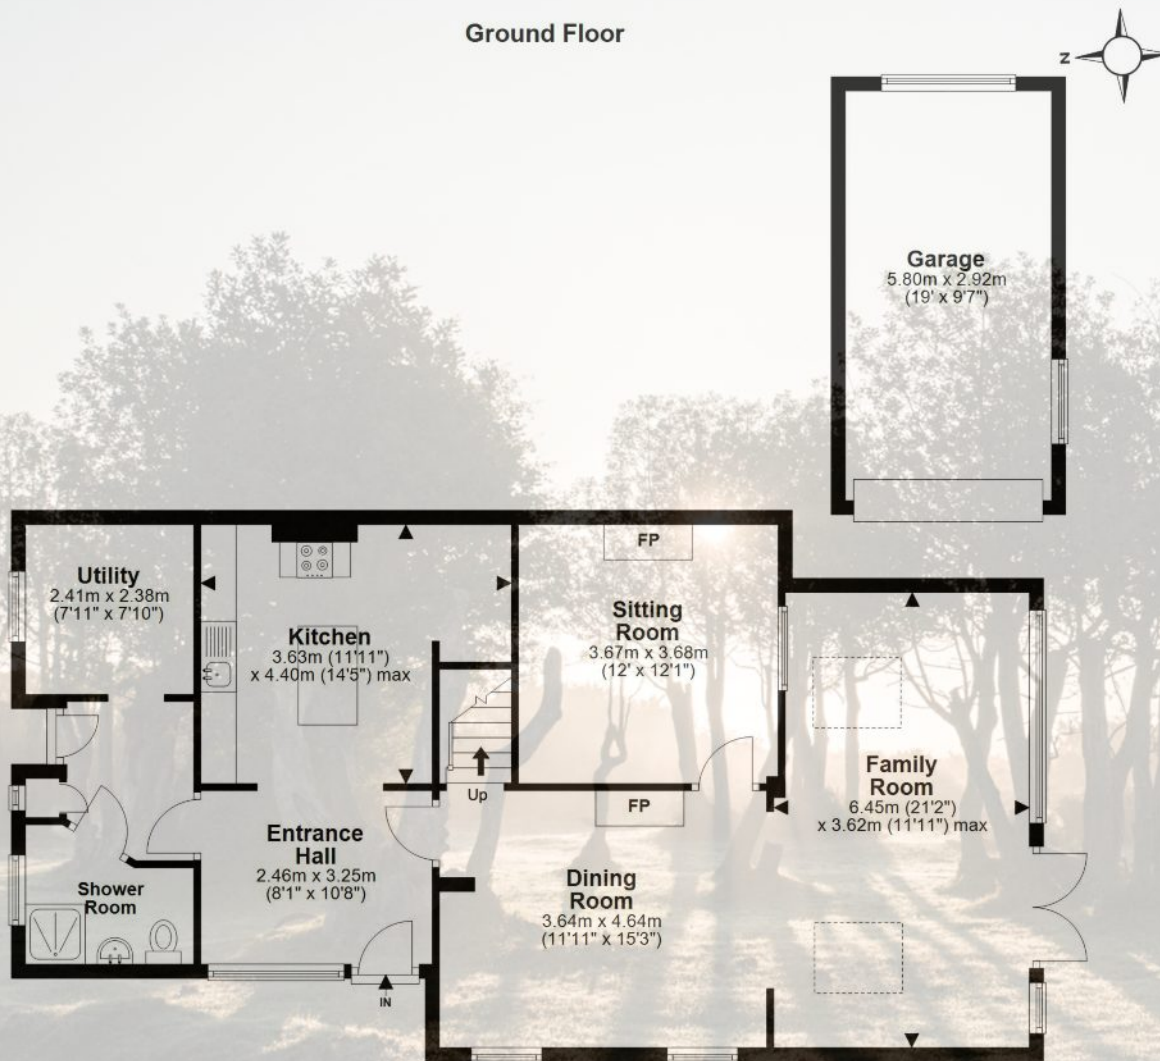 Ground Floor
Z
Garage
5.80m x 2.92m
(19' x 9'7")
FP
Utility
2.41m x 2.38m
(7'11" x 7'10")
Kitchen
3.63m (11'11")
x 4.40m (14'5") max
Sitting
Room
3.67m x 3.68m
(12' x 12'1")
Family
Room
6.45m (21'2")
x 3.62m (11'11") max
Up
FP
Entrance
Hall
2.46m x 3.25m
(8'1" x 10'8")
Shower
Room
Dining
Room
3.64m x 4.64m
(11'11" x 15'3")
IN